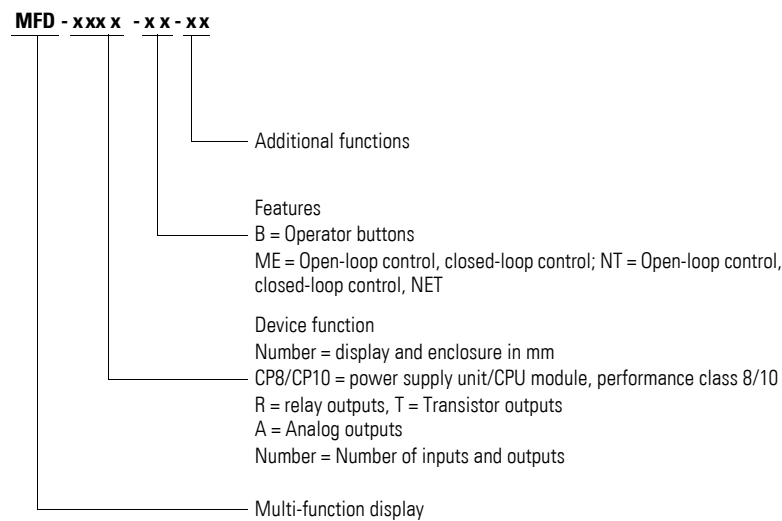 MFD - xxxx - xx - xx
Additional functions
Features
B = Operator buttons
ME = Open-loop control, closed-loop control; NT = Open-loop control,
closed-loop control, NET
Device function
Number = display and enclosure in mm
CP8/CP10 = power supply unit/CPU module, performance class 8/10
R = relay outputs, T = Transistor outputs
A = Analog outputs
Number = Number of inputs and outputs
Multi-function display